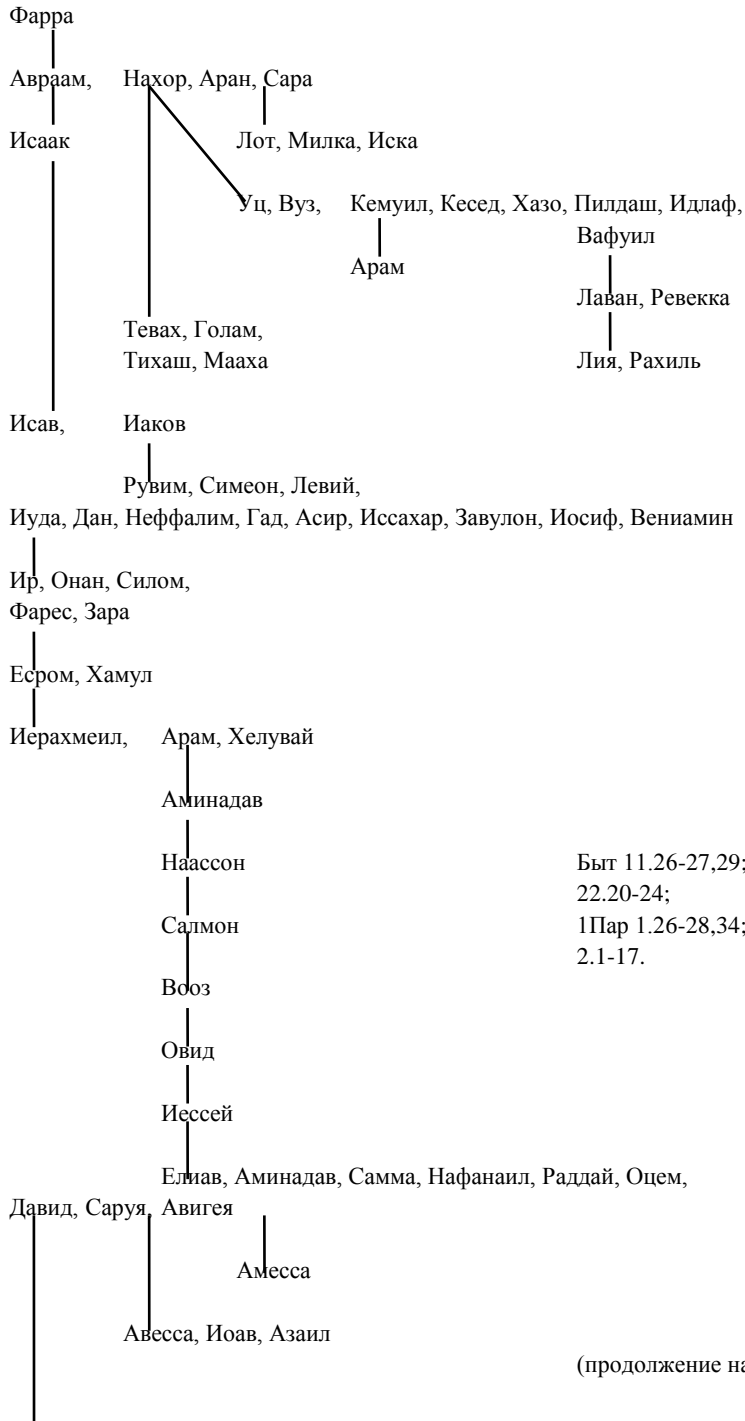 Фарра
Авраам, Нахор, Аран, Сара
Исаак Лот, Милка, Иска
Уц, Вуз, Кемуил, Кесед, Хазо, Пилдаш, Идлаф,
Вафуил
Арам
Лаван, Ревекка
Тевах, Голам,
Тихаш, Мааха Лия, Рахиль
Исав, Иаков
Рувим, Симеон, Левий,
Иуда, Дан, Неффалим, Гад, Асир, Иссахар, Завулон, Иосиф, Вениамин
Ир, Онан, Силом,
Фарес, Зара
Есром, Хамул
Иерахмеил, Арам, Хелувай
Аминадав
Наассон Быт 11.26-27,29;
22.20-24;
Салмон 1Пар 1.26-28,34;
2.1-17.
Вооз
Овид
Иессей
Елиав, Аминадав, Самма, Нафанаил, Раддай, Оцем,
Давид, Саруя, Авигея
Амесса
Авесса, Иоав, Азаил
(продолжение на